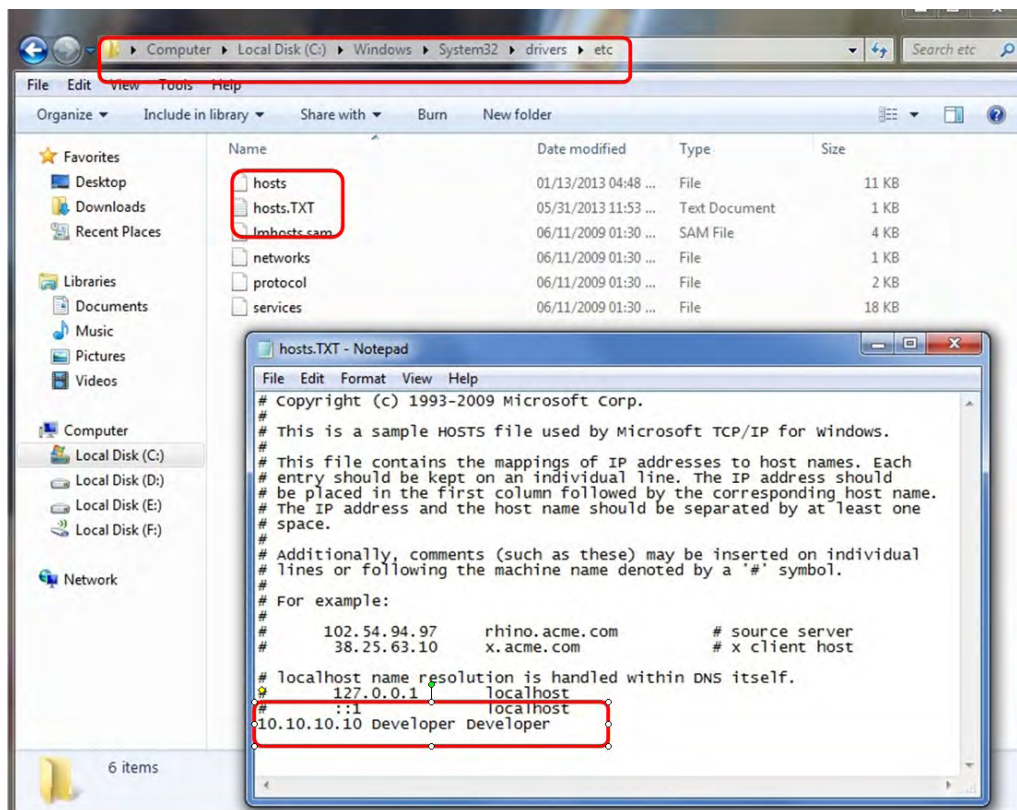 Computer ▸ Local Disk (C:) ▸ Windows ▸ System32 ▸ drivers ▸ etc
Search etc
File Edit View Tools Help
Organize Include in library Share with Burn New folder
Name Date modified Type Size
Favorites
Desktop
Downloads
Recent Places
Libraries
Documents
Music
Pictures
Videos
Computer
Local Disk (C:)
Local Disk (D:)
Local Disk (E:)
Local Disk (F:)
Network
hosts 01/13/2013 04:48 ... File 11 KB
hosts.TXT 05/31/2013 11:53 ... Text Document 1 KB
lmhosts.sam 06/11/2009 01:30 ... SAM File 4 KB
networks 06/11/2009 01:30 ... File 1 KB
protocol 06/11/2009 01:30 ... File 2 KB
services 06/11/2009 01:30 ... File 18 KB
hosts.TXT - Notepad
File Edit Format View Help
# Copyright (c) 1993-2009 Microsoft Corp.
#
# This is a sample HOSTS file used by Microsoft TCP/IP for Windows.
#
# This file contains the mappings of IP addresses to host names. Each
# entry should be kept on an individual line. The IP address should
# be placed in the first column followed by the corresponding host name.
# The IP address and the host name should be separated by at least one
# space.
#
# Additionally, comments (such as these) may be inserted on individual
# lines or following the machine name denoted by a '#' symbol.
#
# For example:
#
# 102.54.94.97 rhino.acme.com # source server
# 38.25.63.10 x.acme.com # x client host
# localhost name resolution is handled within DNS itself.
# 127.0.0.1 localhost
# ::1 localhost
10.10.10.10 Developer Developer
6 items